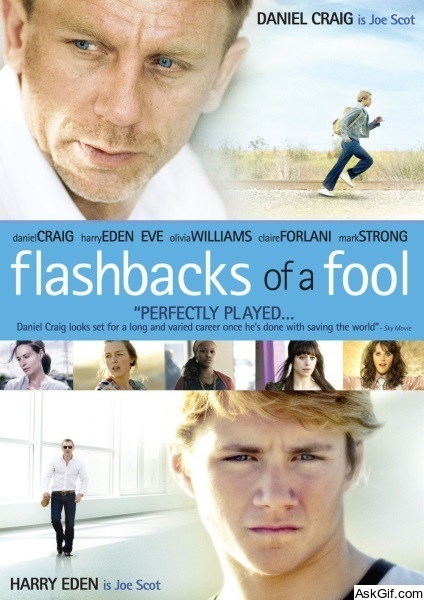 DANIEL CRAIG is Joe Scot
danielCRAIG harryEDEN EVE oliviaWILLIAMS claireFORLANI markSTRONG
flashbacks of a fool
"PERFECTLY PLAYED...
Daniel Craig looks set for a long and varied career once he's done with saving the world" - Sky Movie
HARRY EDEN is Joe Scot
AskGif.com